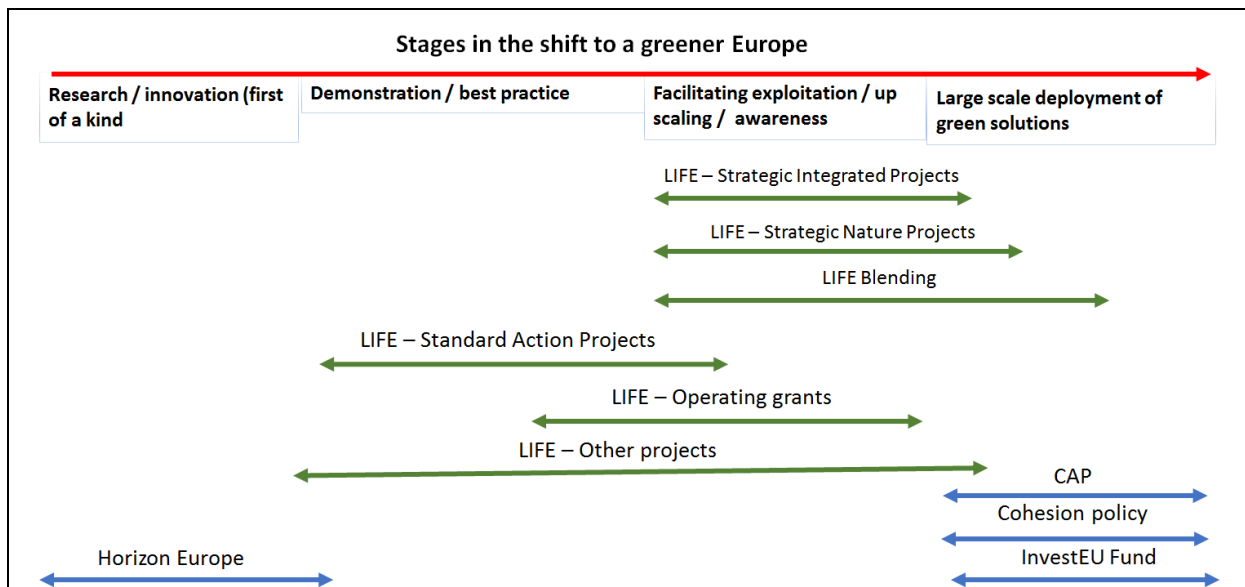 Stages in the shift to a greener Europe
Research / innovation (first
of a kind
Demonstration / best practice
Facilitating exploitation / up
scaling / awareness
Large scale deployment of
green solutions
LIFE – Strategic Integrated Projects
LIFE – Strategic Nature Projects
LIFE Blending
LIFE – Standard Action Projects
LIFE – Operating grants
LIFE – Other projects
CAP
Cohesion policy
Horizon Europe
InvestEU Fund